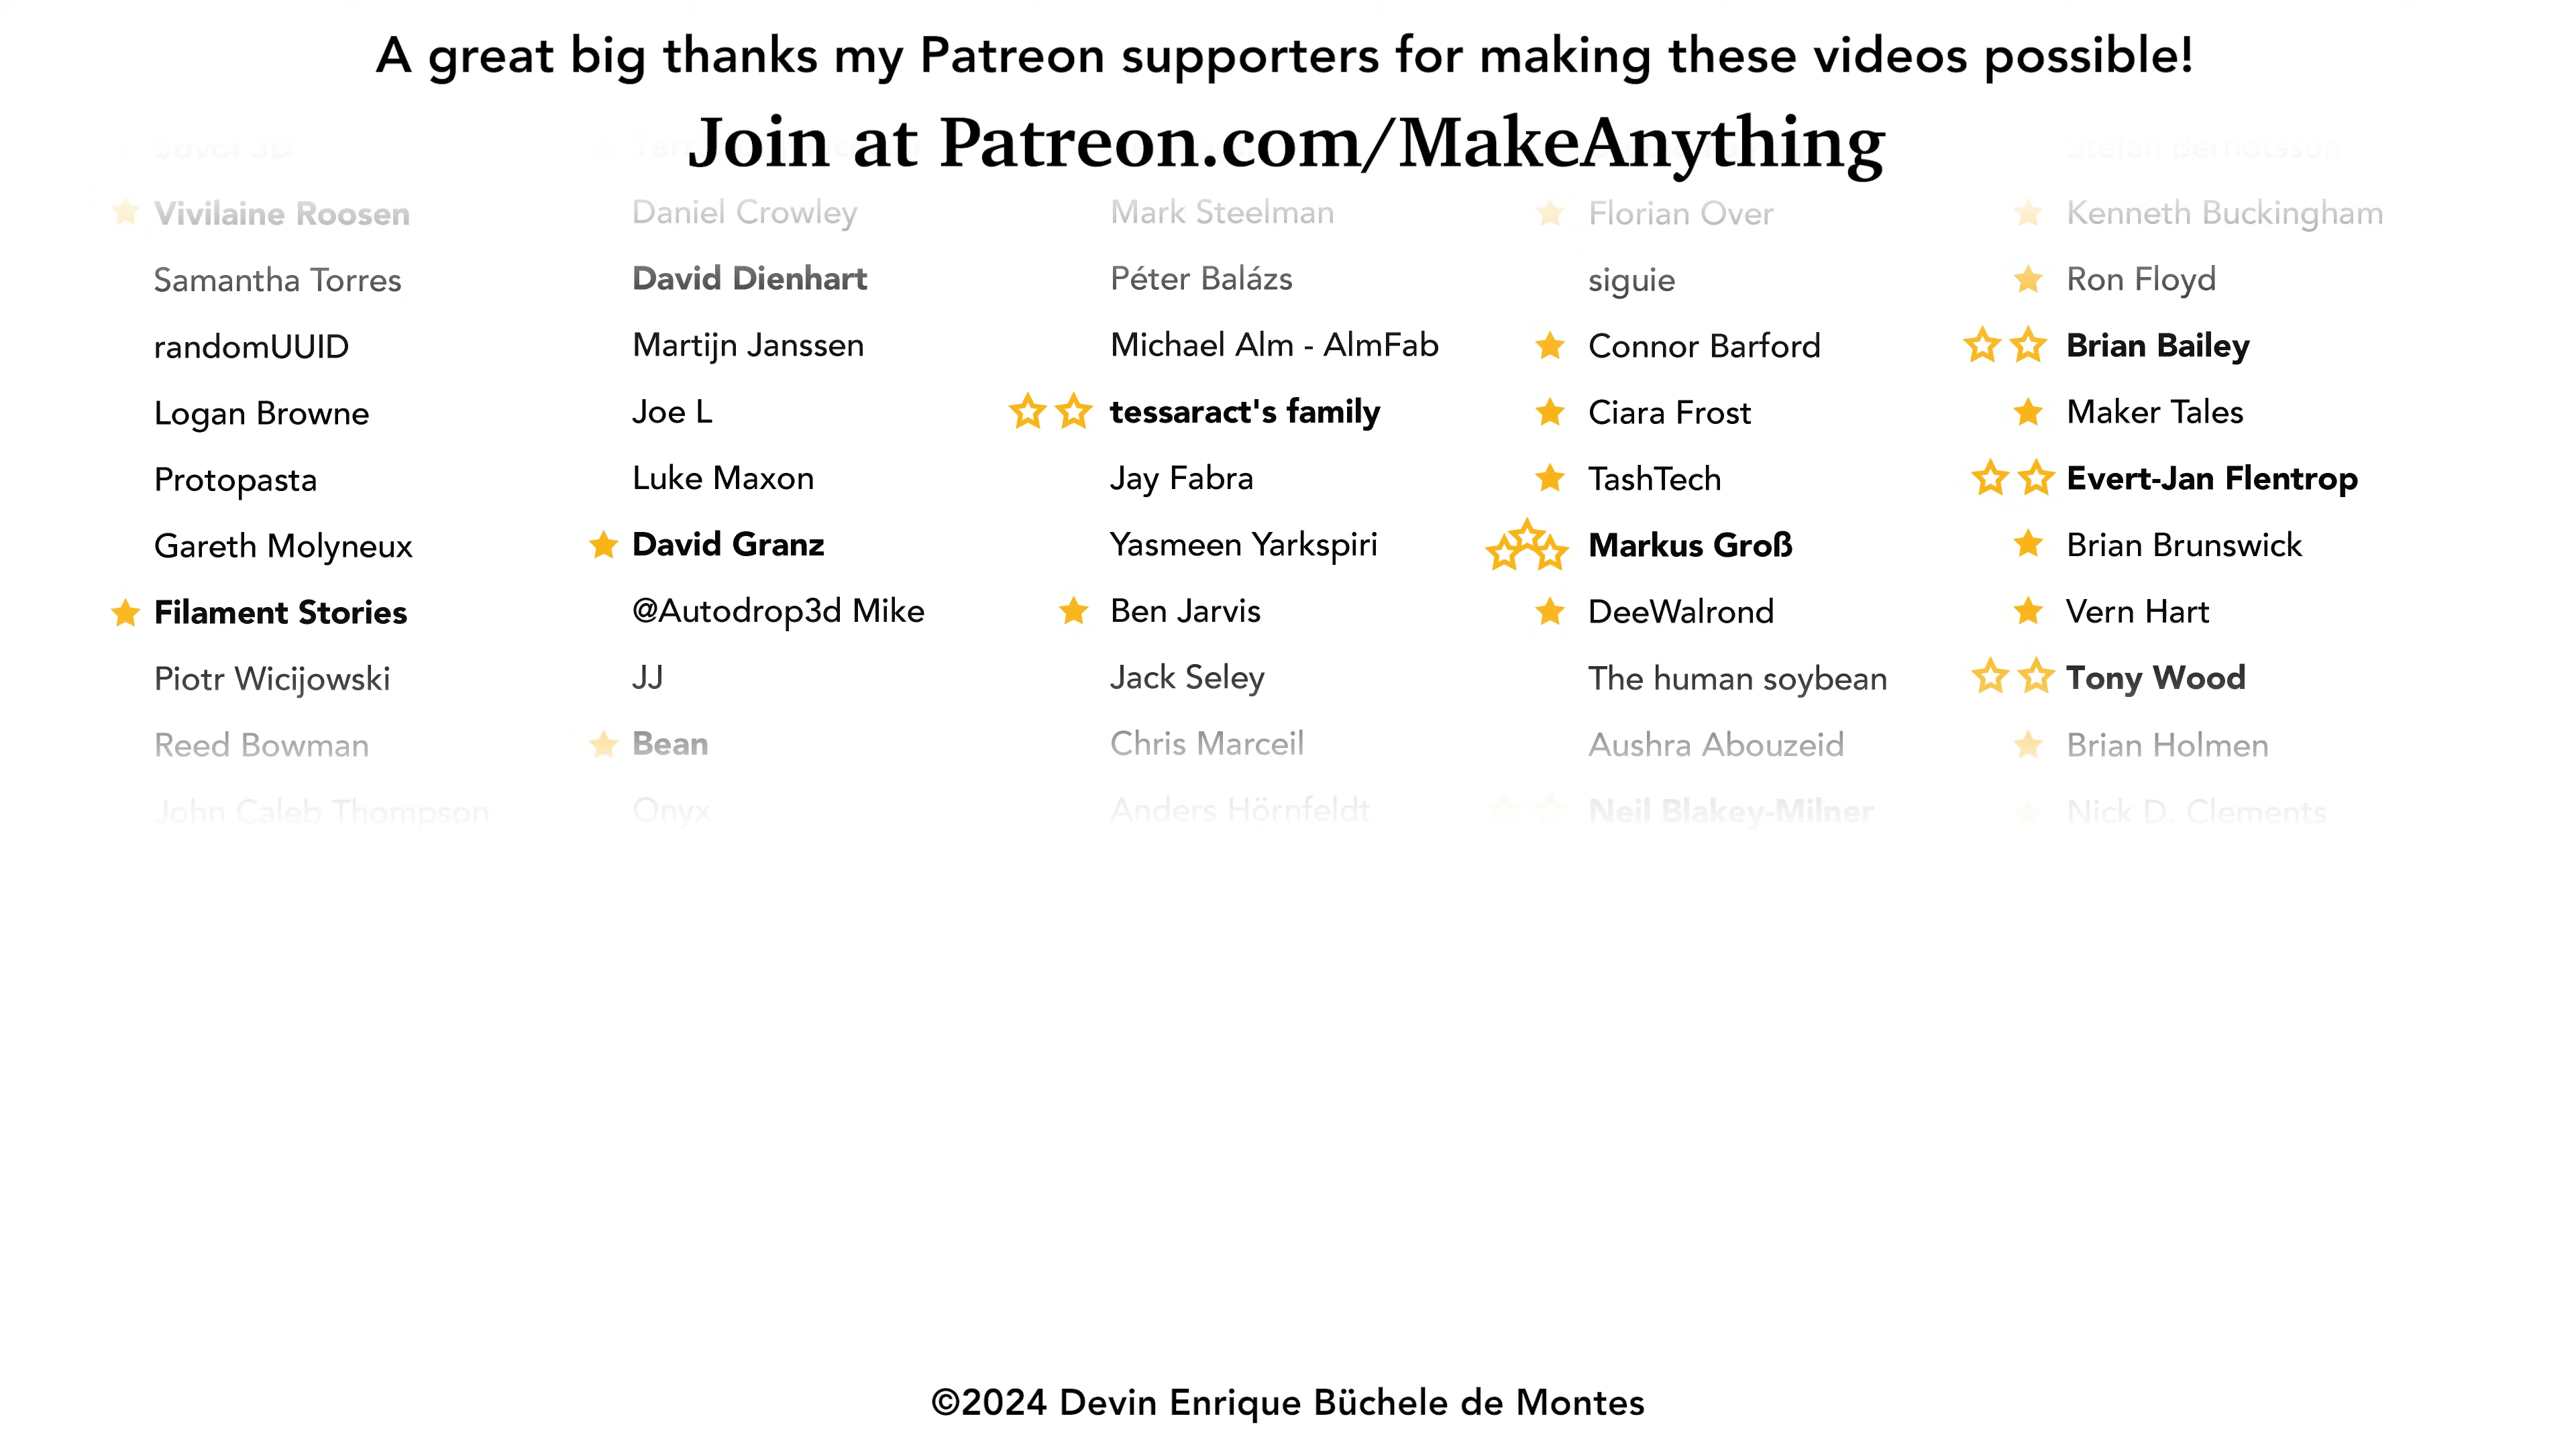 A great big thanks my Patreon supporters for making these videos possible!
Join at Patreon.com/MakeAnything
Sovol 3D
Stefan Berndtsson
Vivilaine Roosen
Daniel Crowley
Mark Steelman
Florian Over
Kenneth Buckingham
Samantha Torres
David Dienhart
Péter Balázs
siguie
Ron Floyd
randomUUID
Martijn Janssen
Michael Alm - AlmFab
Connor Barford
Brian Bailey
Logan Browne
Joe L
tessaract's family
Ciara Frost
Maker Tales
Protopasta
Luke Maxon
Jay Fabra
TashTech
Evert-Jan Flentrop
Gareth Molyneux
David Granz
Yasmeen Yarkspiri
Markus Groß
Brian Brunswick
Filament Stories
@Autodrop3d Mike
Ben Jarvis
DeeWalrond
Vern Hart
Piotr Wicijowski
JJ
Jack Seley
The human soybean
Tony Wood
Reed Bowman
Bean
Chris Marceil
Aushra Abouzeid
Brian Holmen
John Caleb Thompson
Onyx
Anders Hörnfeldt
Neil Blakey-Milner
Nick D. Clements
©2024 Devin Enrique Büchele de Montes